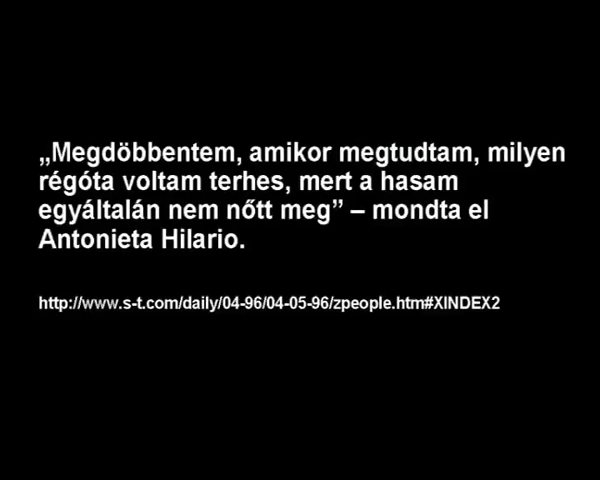 „Megdöbbentem, amikor megtudtam, milyen
régóta voltam terhes, mert a hasam
egyáltalán nem nőtt meg” – mondta el
Antonieta Hilario.
http://www.s-t.com/daily/04-96/04-05-96/zpeople.htm#XINDEX2